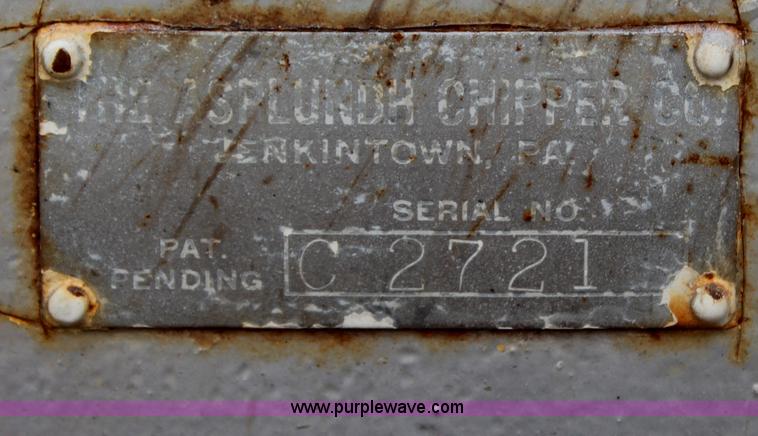 THE ASPLUNDH CHIPPER CO.
JENKINTOWN, PA.
SERIAL NO.
PAT.
PENDING
C 2721
www.purplewave.com